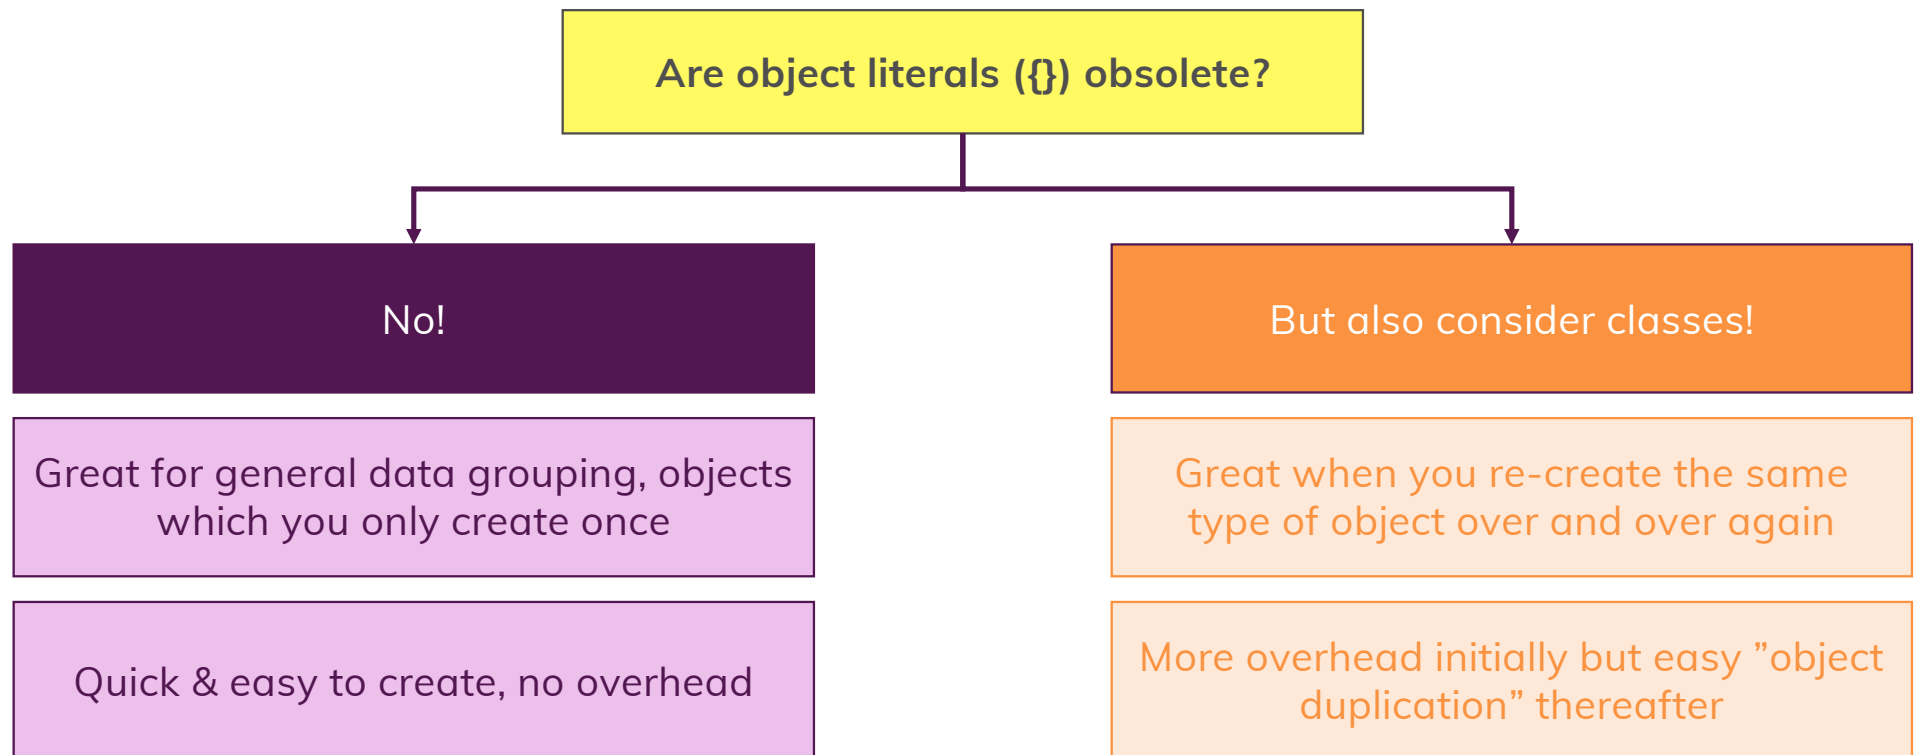 Are object literals ({}) obsolete?
No!
Great for general data grouping, objects
which you only create once
Quick & easy to create, no overhead
But also consider classes!
Great when you re-create the same
type of object over and over again
More overhead initially but easy ”object
duplication” thereafter